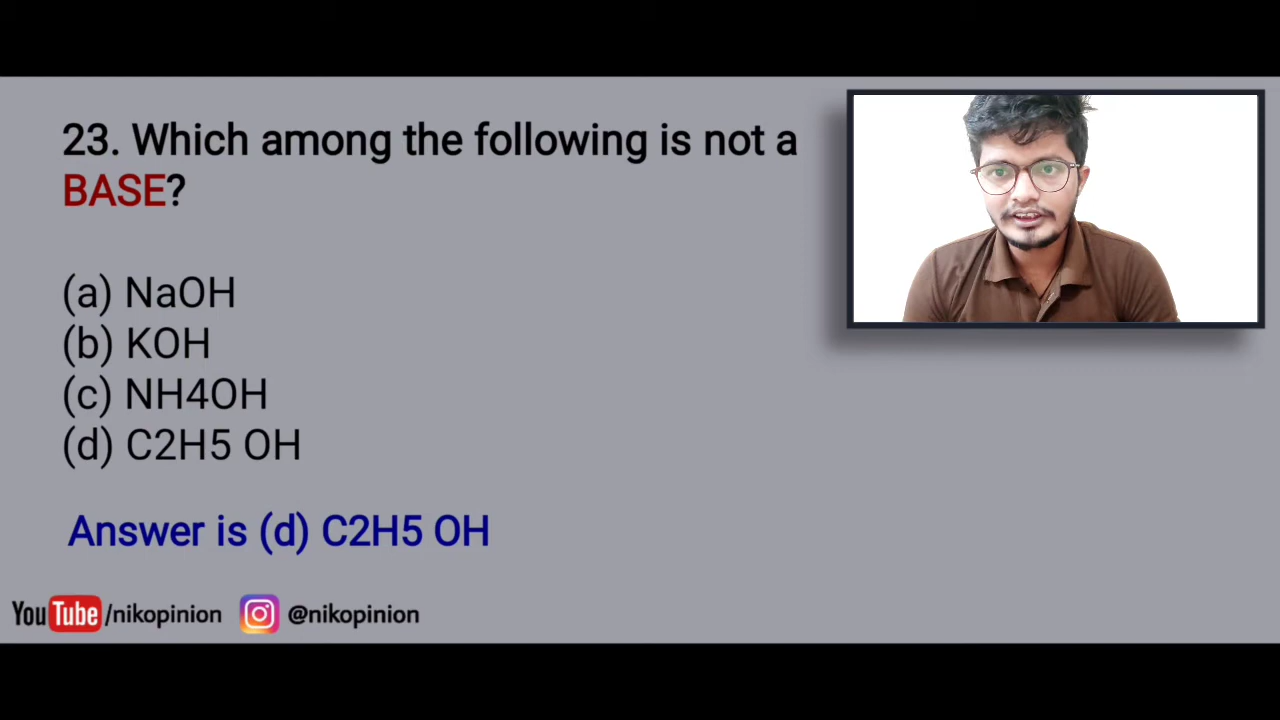 23. Which among the following is not a
BASE?
(a) NaOH
(b) KOH
(c) NH4OH
(d) C2H5 OH
Answer is (d) C2H5 OH
YouTube /nikopinion @nikopinion